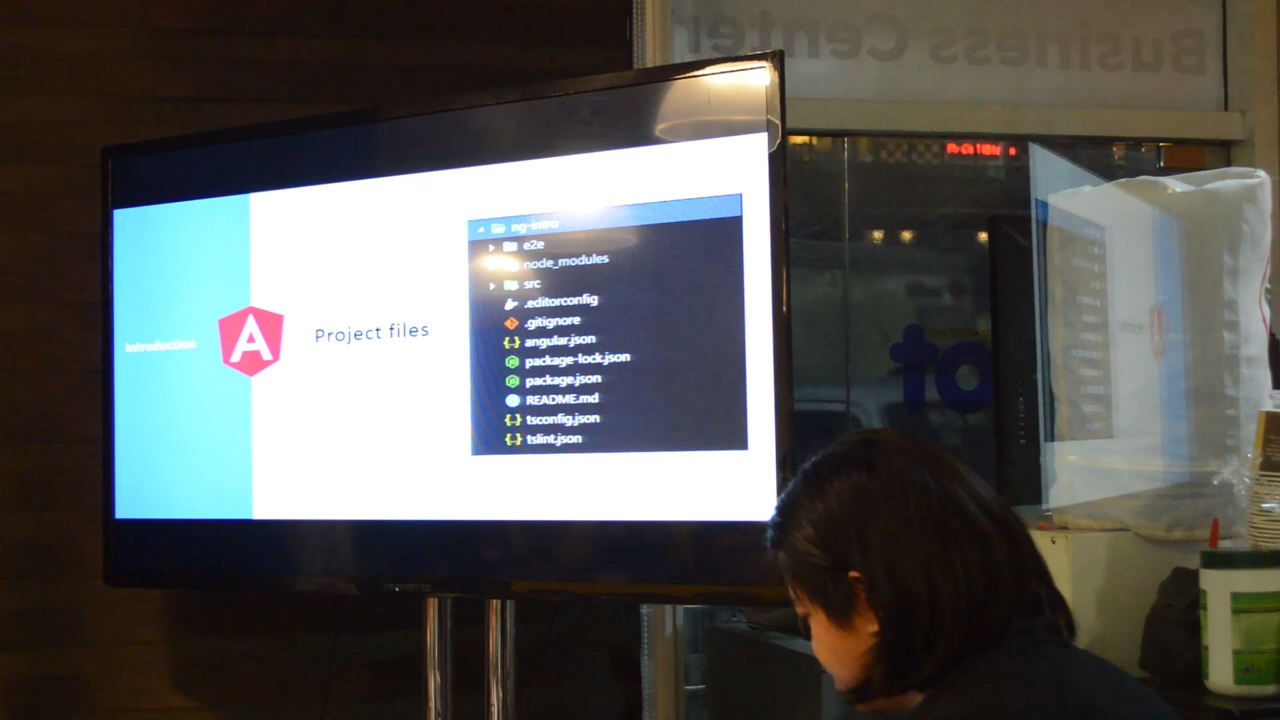 Business Center
Introduction
A
Project files
ng-intro
e2e
node_modules
src
.editorconfig
.gitignore
angular.json
package-lock.json
package.json
README.md
tsconfig.json
tslint.json